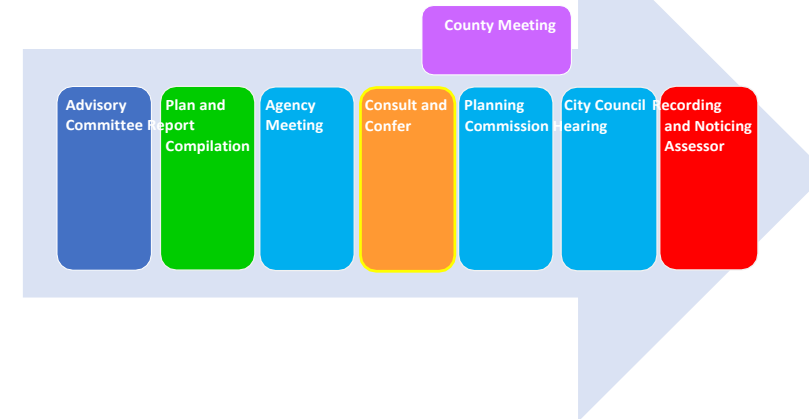 County Meeting
Advisory
Committee
Plan and
Report
Compilation
Agency
Meeting
Consult and
Confer
Planning
Commission
City Council
Hearing
Recording
and Noticing
Assessor